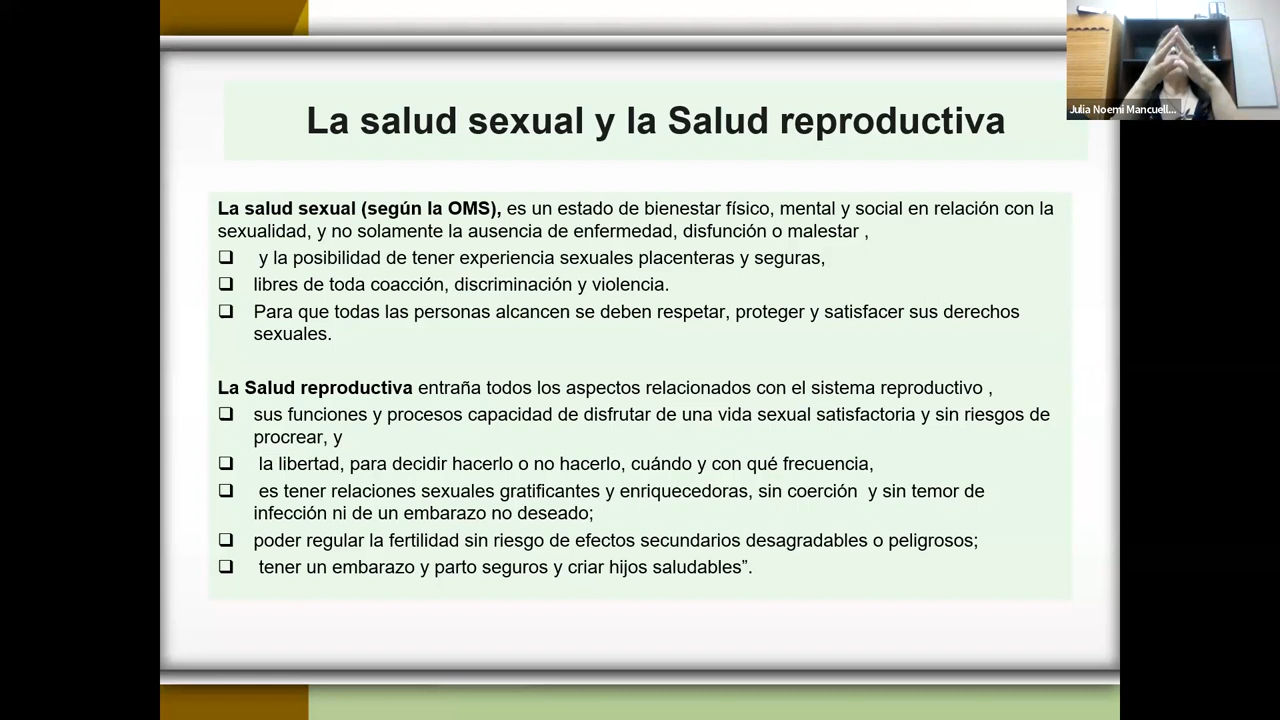 Julia Noemi Mancuell...
La salud sexual y la Salud reproductiva
La salud sexual (según la OMS), es un estado de bienestar físico, mental y social en relación con la
sexualidad, y no solamente la ausencia de enfermedad, disfunción o malestar ,
❑ y la posibilidad de tener experiencia sexuales placenteras y seguras,
❑ libres de toda coacción, discriminación y violencia.
❑ Para que todas las personas alcancen se deben respetar, proteger y satisfacer sus derechos
sexuales.
La Salud reproductiva entraña todos los aspectos relacionados con el sistema reproductivo ,
❑ sus funciones y procesos capacidad de disfrutar de una vida sexual satisfactoria y sin riesgos de
procrear, y
❑ la libertad, para decidir hacerlo o no hacerlo, cuándo y con qué frecuencia,
❑ es tener relaciones sexuales gratificantes y enriquecedoras, sin coerción y sin temor de
infección ni de un embarazo no deseado;
❑ poder regular la fertilidad sin riesgo de efectos secundarios desagradables o peligrosos;
❑ tener un embarazo y parto seguros y criar hijos saludables”.